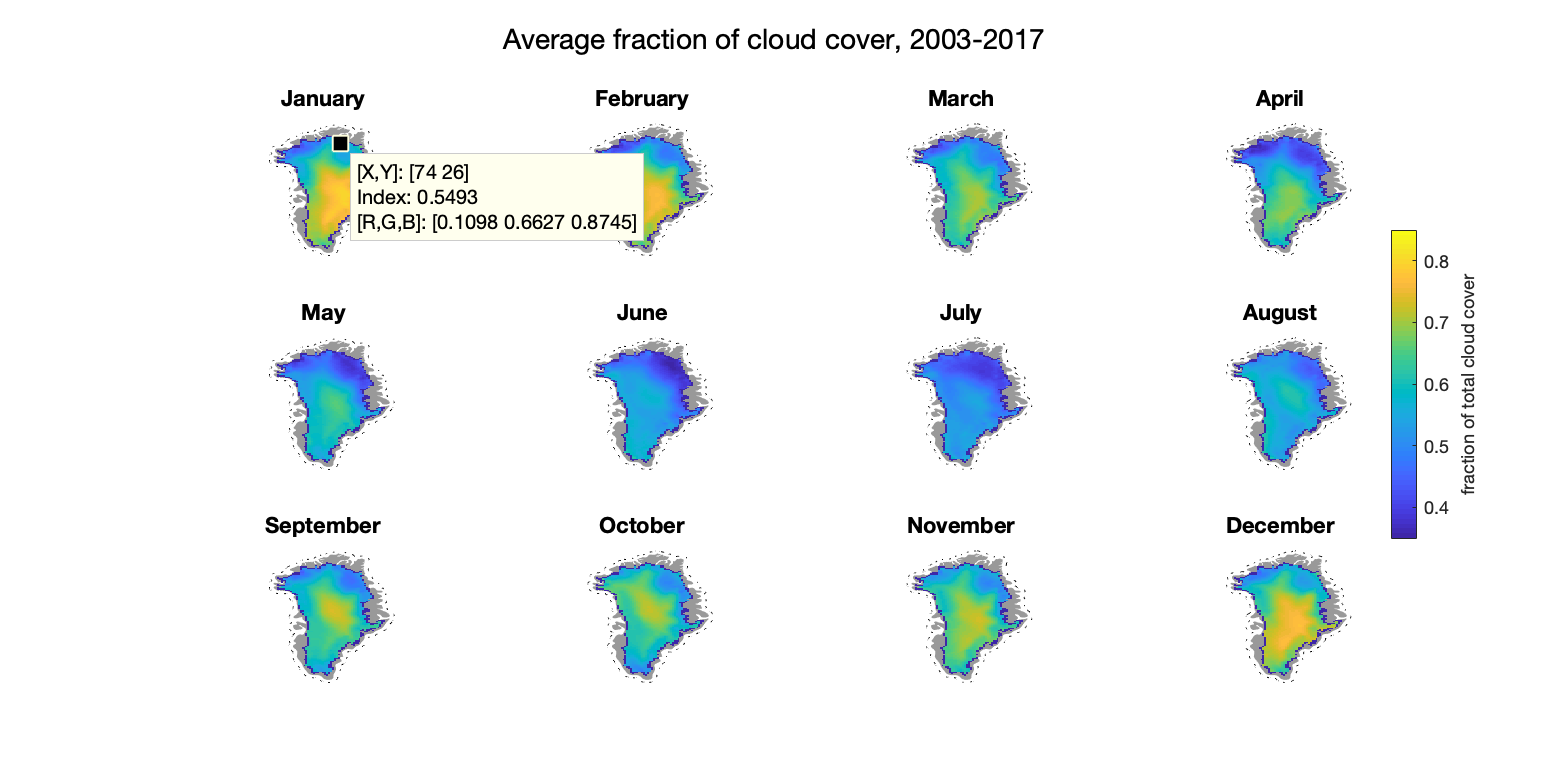 Average fraction of cloud cover, 2003-2017
January
February
March
April
[X,Y]: [74 26]
Index: 0.5493
[R,G,B]: [0.1098 0.6627 0.8745]
May
June
July
August
September
October
November
December
0.8
0.7
0.6
0.5
0.4
fraction of total cloud cover